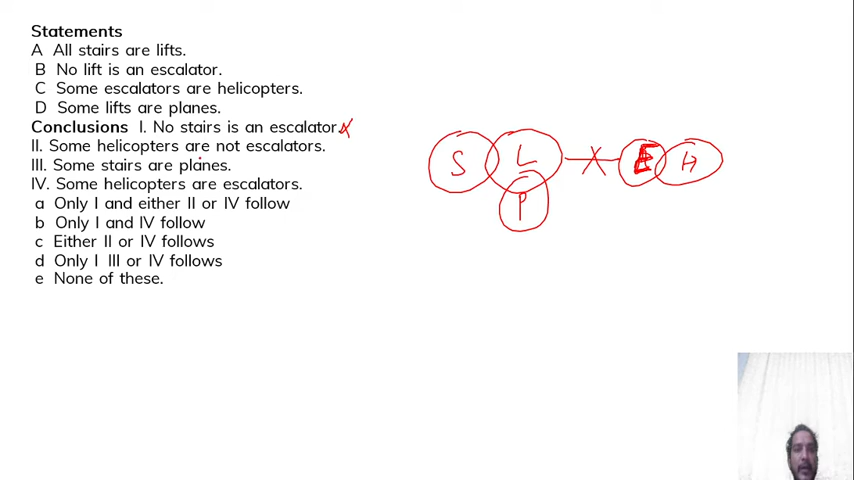 Statements
A All stairs are lifts.
B No lift is an escalator.
C Some escalators are helicopters.
D Some lifts are planes.
Conclusions I. No stairs is an escalator.
II. Some helicopters are not escalators.
III. Some stairs are planes.
IV. Some helicopters are escalators.
a Only I and either II or IV follow
b Only I and IV follow
c Either II or IV follows
d Only I III or IV follows
e None of these.
S L E H
P